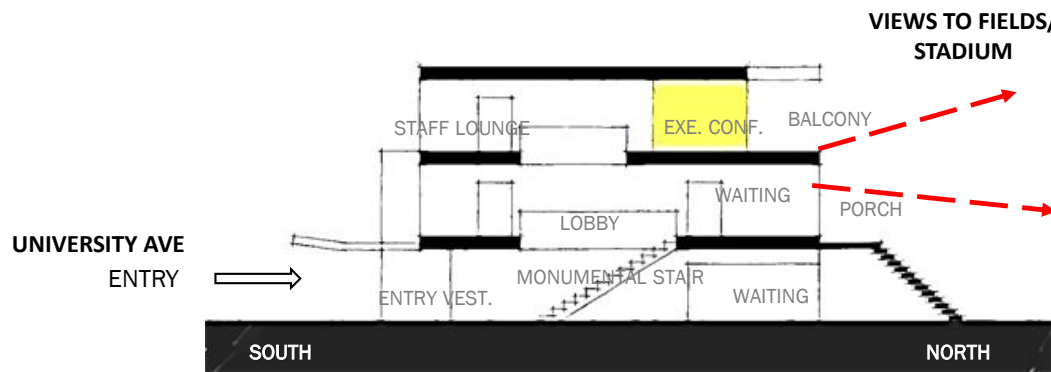 VIEWS TO FIELDS/
STADIUM
STAFF LOUNGE
EXE. CONF.
BALCONY
WAITING
PORCH
LOBBY
UNIVERSITY AVE
ENTRY
MONUMENTAL STAIR
ENTRY VEST.
WAITING
SOUTH
NORTH